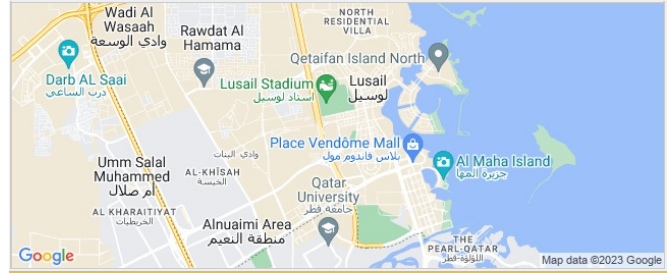 Wadi Al
Wasaah
وادي الوسعة
Rawdat Al
Hamama
NORTH
RESIDENTIAL
VILLA
Qetaifan Island North
Darb AL Saai
درب الساعي
Lusail Stadium
استاد لوسيل
Lusail
لوسيل
Place Vendôme Mall
بلاس فاندوم مول
Al Maha Island
جزيرة المها
وادي البنات
Umm Salal
Muhammed
ام صلال
AL-KHĪSAH
الخيسة
Qatar
University
جامعة قطر
AL KHARAITIYAT
الخريطيات
Alnuaimi Area
منطقة النعيم
THE
PEARL-QATAR
اللؤلؤة-قطر
Google
Map data ©2023 Google